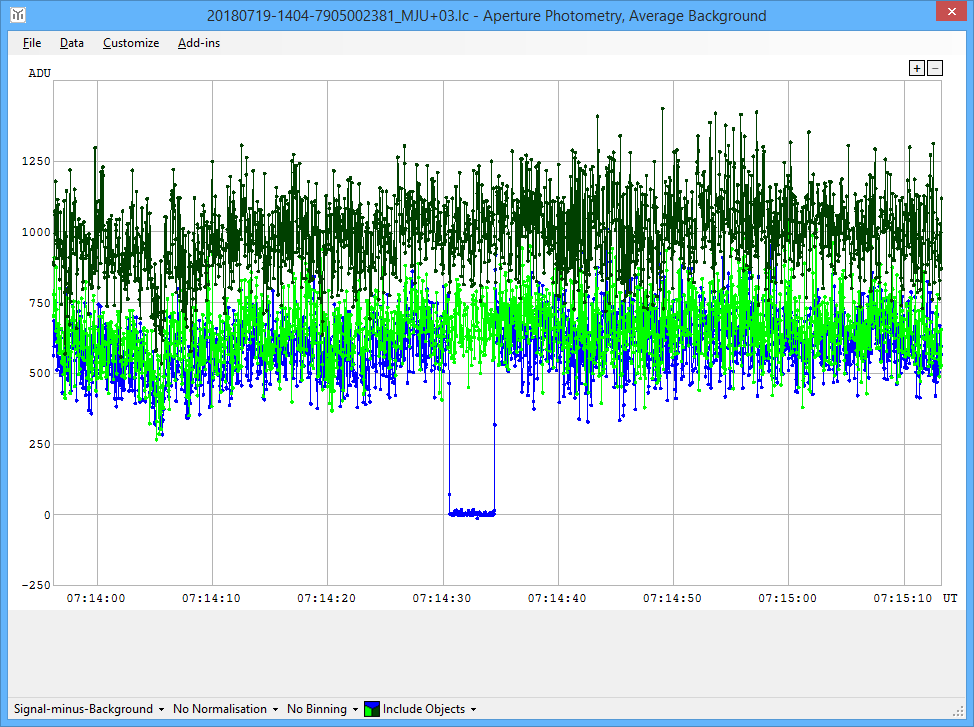 20180719-1404-7905002381_MJU+03.lc - Aperture Photometry, Average Background
File Data Customize Add-ins
ADU
+ −
1250
1000
750
500
250
0
-250
07:14:00 07:14:10 07:14:20 07:14:30 07:14:40 07:14:50 07:15:00 07:15:10 UT
Signal-minus-Background No Normalisation No Binning Include Objects